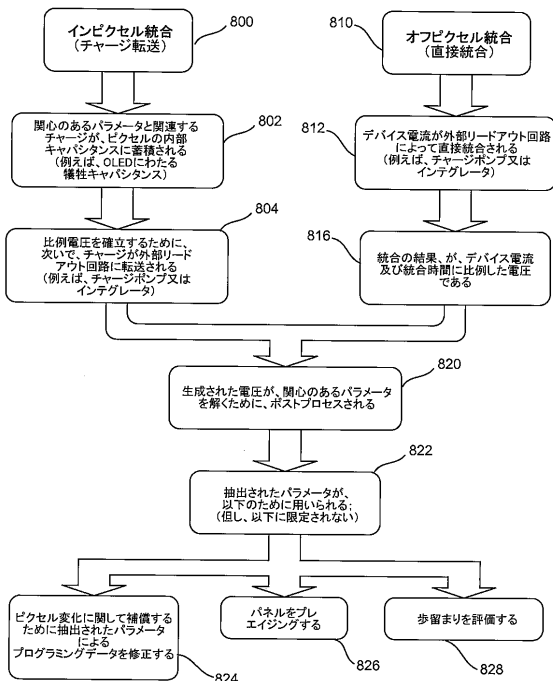 インピクセル統合
(チャージ転送)
800
関心のあるパラメータと関連する
チャージが、ピクセルの内部
キャパシタンスに蓄積される
(例えば、OLEDにわたる
犠牲キャパシタンス)
802
比例電圧を確立するために、
次いで、チャージが外部リード
アウト回路に転送される
(例えば、チャージポンプ又は
インテグレータ)
804
オフピクセル統合
(直接統合)
810
デバイス電流が外部リードアウト回路
によって直接統合される
(例えば、チャージポンプ又は
インテグレータ)
812
統合の結果、が、デバイス電流
及び統合時間に比例した電圧
である
816
生成された電圧が、関心のあるパラメータ
を解くために、ポストプロセスされる
820
抽出されたパラメータが、
以下のために用いられる;
(但し、以下に限定されない)
822
ピクセル変化に関して補償する
ために抽出されたパラメータ
による
プログラミングデータを修正する
824
パネルをプレ
エイジングする
826
歩留まりを評価する
828